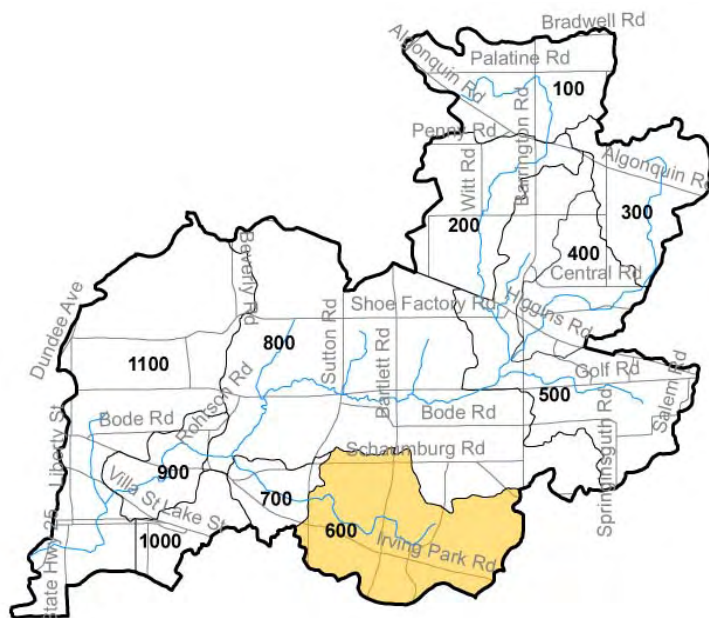 Bradwell Rd
Algonquin Rd
Palatine Rd
100
Barrington Rd
Penny Rd
Witt Rd
Algonquin Rd
200
300
400
Central Rd
Beverly Rd
Dundee Ave
Shoe Factory Rd
Higgins Rd
800
Sutton Rd
1100
Bartlett Rd
Golf Rd
500
Salem Rd
Rohrson Rd
Bode Rd
Bode Rd
Liberty St
Schaumburg Rd
Springinsguth Rd
900
Villa St
Lake St
700
600
Irving Park Rd
1000
State Hwy 25